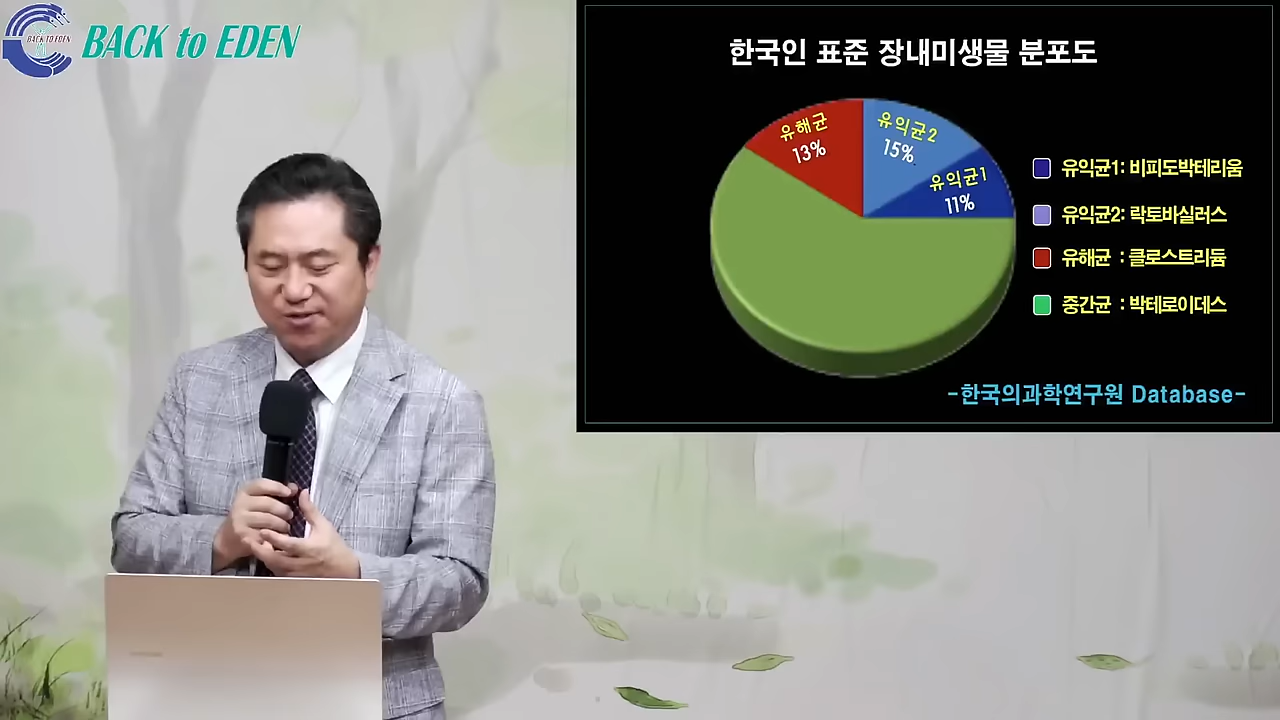 BACK TO EDEN
BACK to EDEN
한국인 표준 장내미생물 분포도
유해균
13%
유익균2
15%
유익균1
11%
유익균1: 비피도박테리움
유익균2: 락토바실러스
유해균 : 클로스트리듐
중간균 : 박테로이데스
-한국의과학연구원 Database-